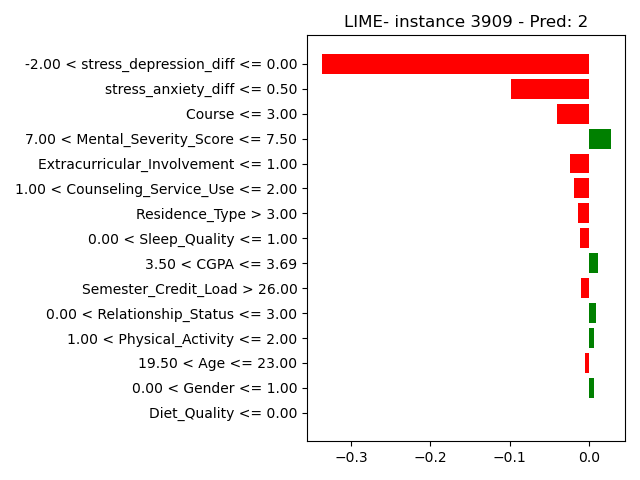 LIME- instance 3909 - Pred: 2
-2.00 < stress_depression_diff <= 0.00
stress_anxiety_diff <= 0.50
Course <= 3.00
7.00 < Mental_Severity_Score <= 7.50
Extracurricular_Involvement <= 1.00
1.00 < Counseling_Service_Use <= 2.00
Residence_Type > 3.00
0.00 < Sleep_Quality <= 1.00
3.50 < CGPA <= 3.69
Semester_Credit_Load > 26.00
0.00 < Relationship_Status <= 3.00
1.00 < Physical_Activity <= 2.00
19.50 < Age <= 23.00
0.00 < Gender <= 1.00
Diet_Quality <= 0.00
−0.3 −0.2 −0.1 0.0